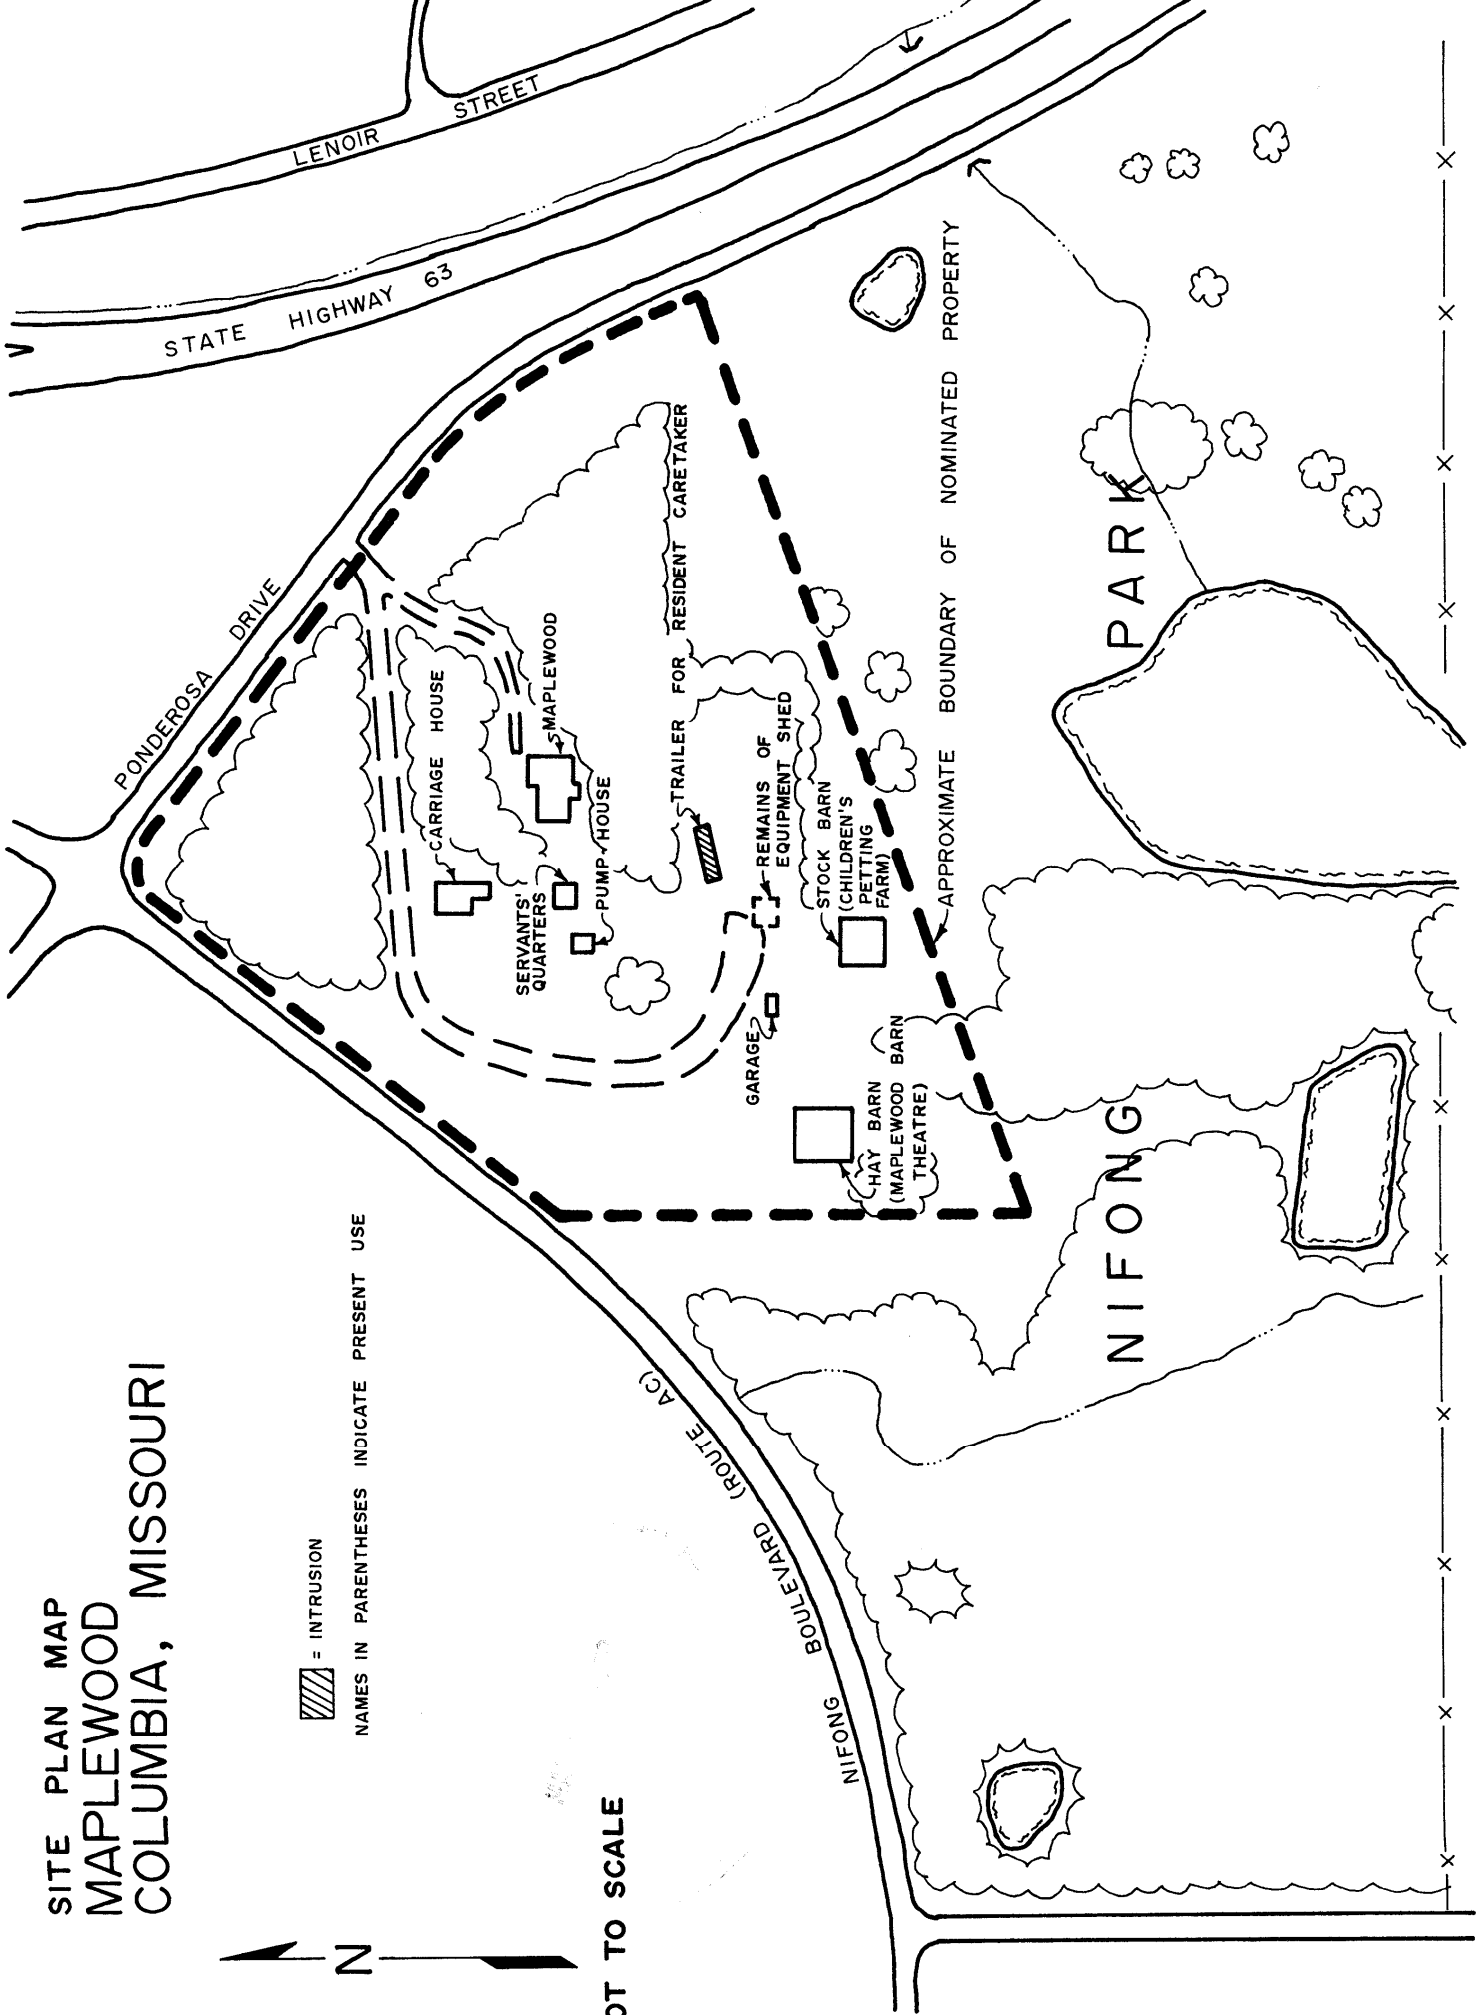 SITE PLAN MAP
MAPLEWOOD
COLUMBIA, MISSOURI
= INTRUSION
NAMES IN PARENTHESES INDICATE PRESENT USE
N
OT TO SCALE
LENOIR STREET
STATE HIGHWAY 63
PONDEROSA DRIVE
CARRIAGE HOUSE
MAPLEWOOD
SERVANTS'
QUARTERS
PUMP HOUSE
TRAILER FOR RESIDENT CARETAKER
REMAINS OF
EQUIPMENT SHED
GARAGE
STOCK BARN
(CHILDREN'S
PETTING
FARM)
HAY BARN
(MAPLEWOOD BARN
THEATRE)
APPROXIMATE BOUNDARY OF NOMINATED PROPERTY
NIFONG PARK
NIFONG BOULEVARD (ROUTE AC)